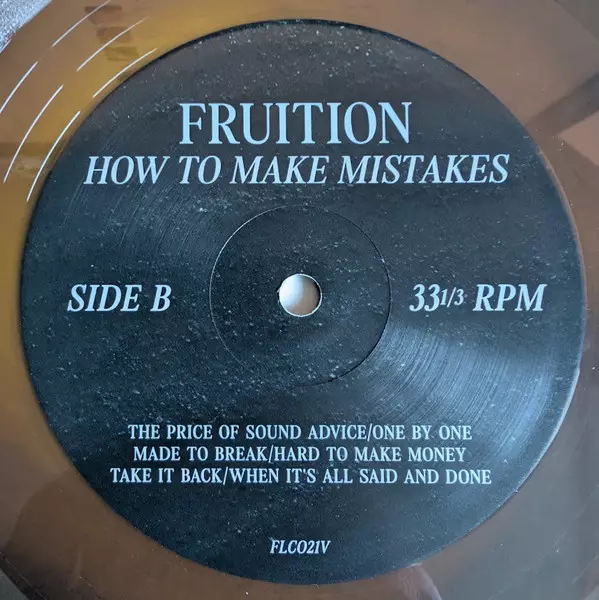 FRUITION
HOW TO MAKE MISTAKES
SIDE B
33 1/3 RPM
THE PRICE OF SOUND ADVICE/ONE BY ONE
MADE TO BREAK/HARD TO MAKE MONEY
TAKE IT BACK/WHEN IT'S ALL SAID AND DONE
FLCO21V